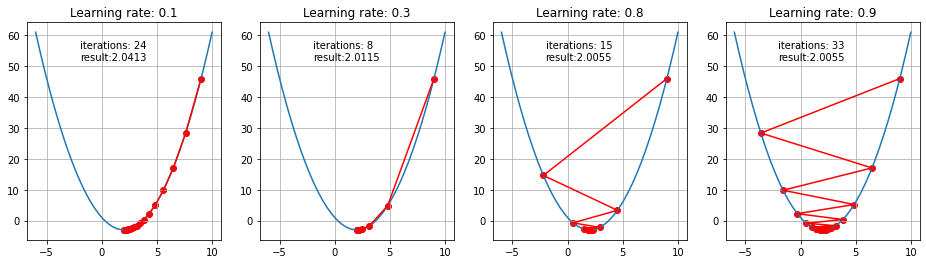 Learning rate: 0.1
iterations: 24
result:2.0413
60
50
40
30
20
10
0
−5 0 5 10
Learning rate: 0.3
iterations: 8
result:2.0115
60
50
40
30
20
10
0
−5 0 5 10
Learning rate: 0.8
iterations: 15
result:2.0055
60
50
40
30
20
10
0
−5 0 5 10
Learning rate: 0.9
iterations: 33
result:2.0055
60
50
40
30
20
10
0
−5 0 5 10